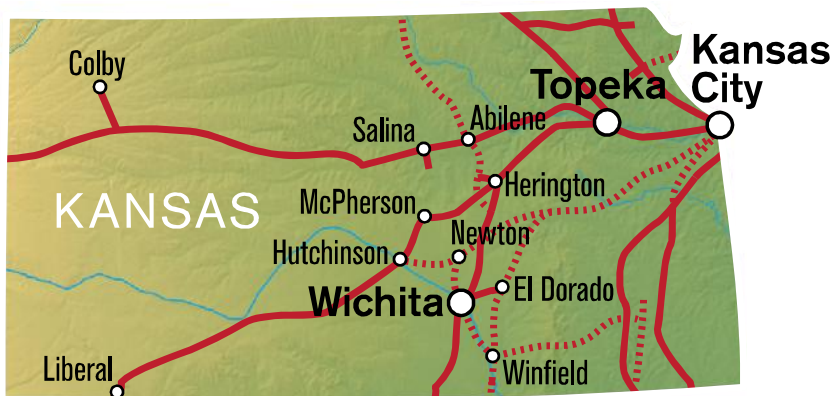 Kansas
City
Colby
Topeka
Abilene
Salina
Herington
KANSAS
McPherson
Newton
Hutchinson
El Dorado
Wichita
Liberal
Winfield